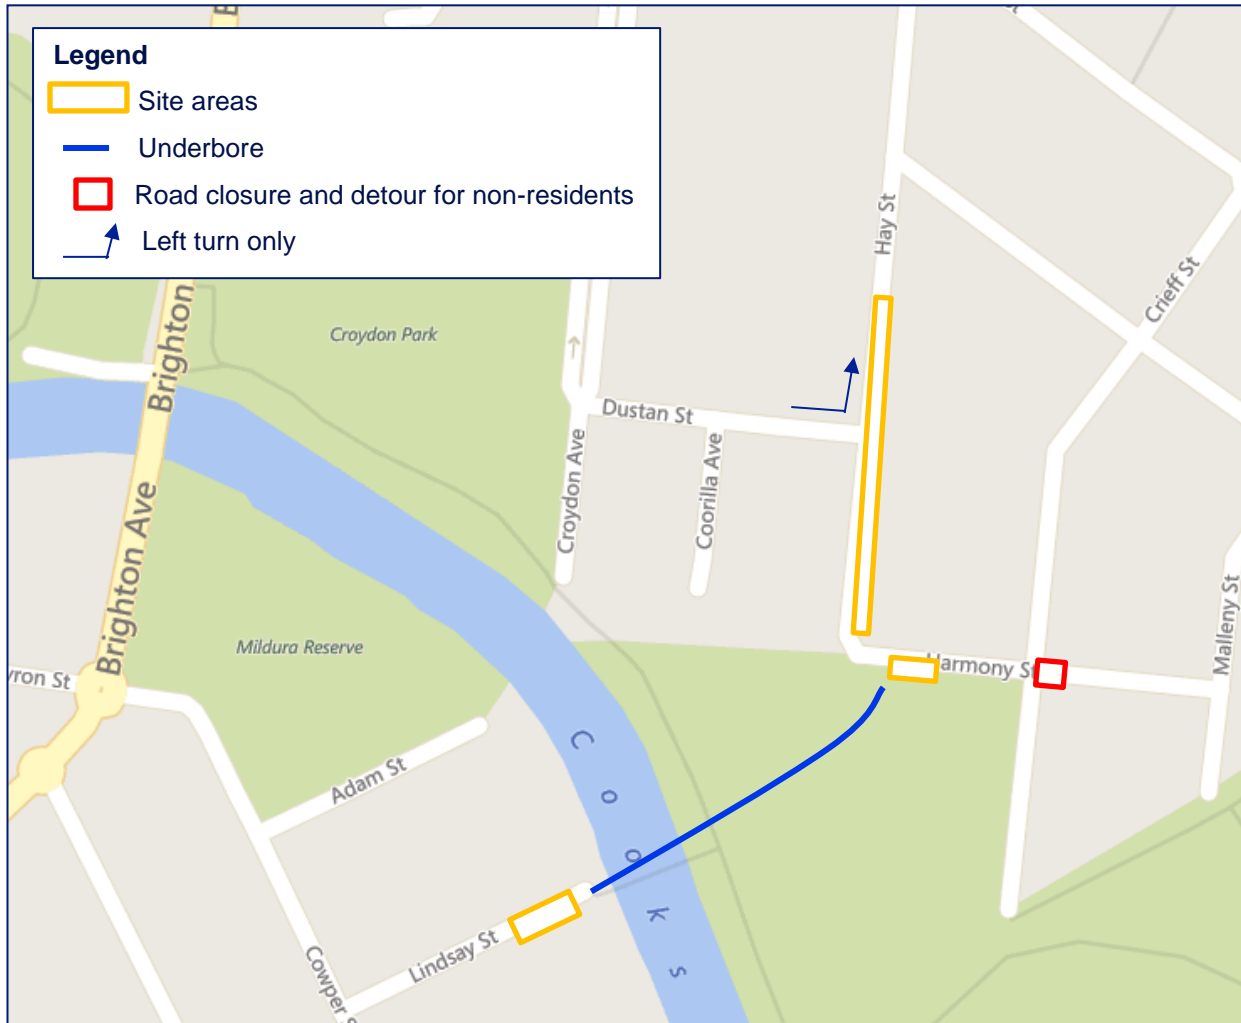 Legend
Site areas
Underbore
Road closure and detour for non-residents
Left turn only
Hay St
Crieff St
Croydon Park
Brighton
Dustan St
Croydon Ave
Coorilla Ave
Brighton Ave
Malleny St
Mildura Reserve
Harmony St
yron St
Adam St
Cooks
Lindsay St
Cowper S